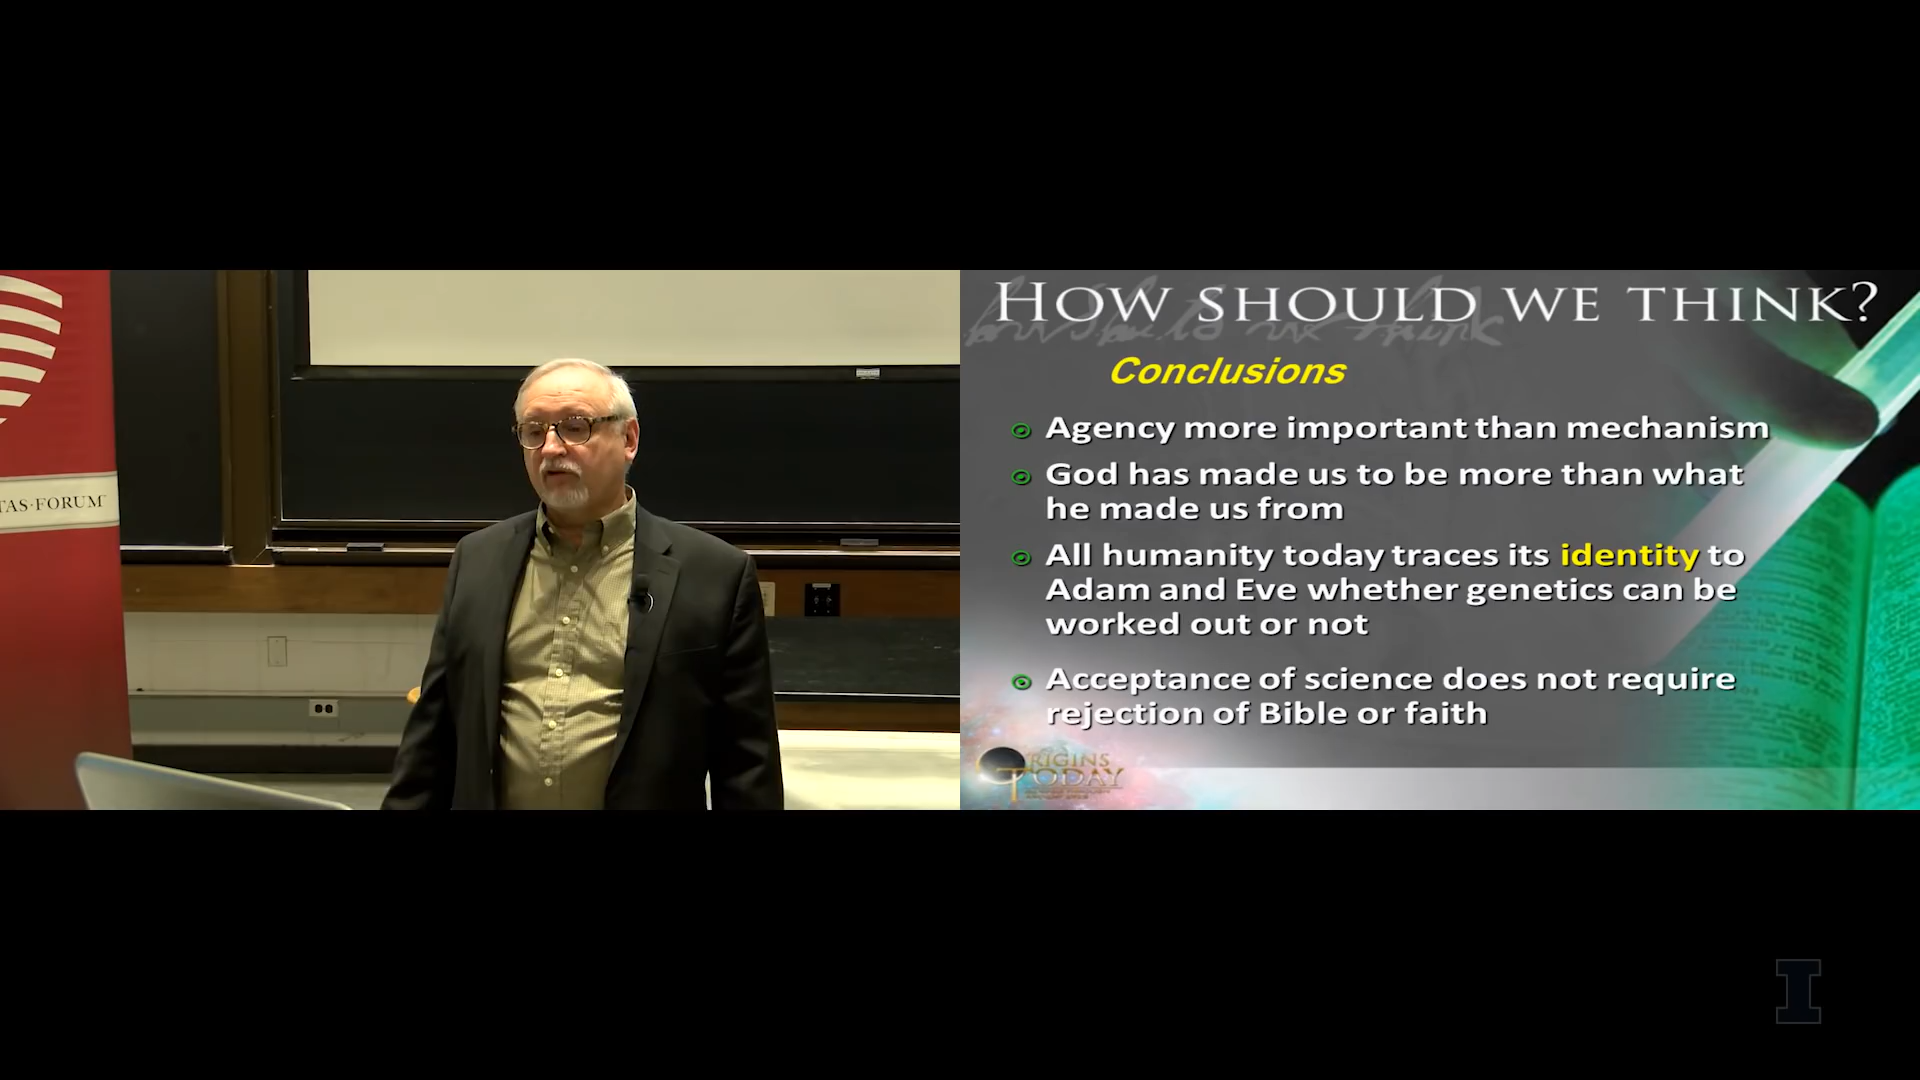 TAS·FORUM
HOW SHOULD WE THINK?
Conclusions
Agency more important than mechanism
God has made us to be more than what
he made us from
All humanity today traces its identity to
Adam and Eve whether genetics can be
worked out or not
Acceptance of science does not require
rejection of Bible or faith
ORIGINS
TODAY
I